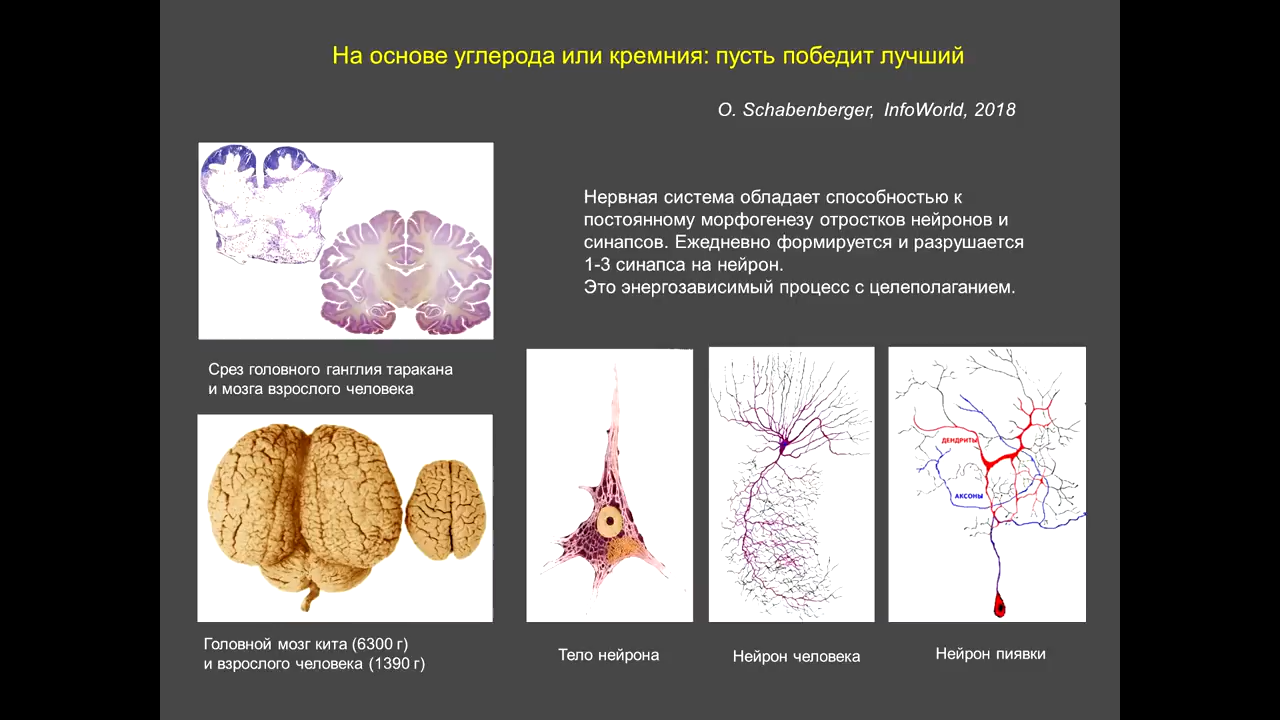 На основе углерода или кремния: пусть победит лучший
O. Schabenberger, InfoWorld, 2018
Нервная система обладает способностью к
постоянному морфогенезу отростков нейронов и
синапсов. Ежедневно формируется и разрушается
1-3 синапса на нейрон.
Это энергозависимый процесс с целеполаганием.
Срез головного ганглия таракана
и мозга взрослого человека
ДЕНДРИТЫ
АКСОНЫ
Головной мозг кита (6300 г)
и взрослого человека (1390 г)
Тело нейрона
Нейрон человека
Нейрон пиявки